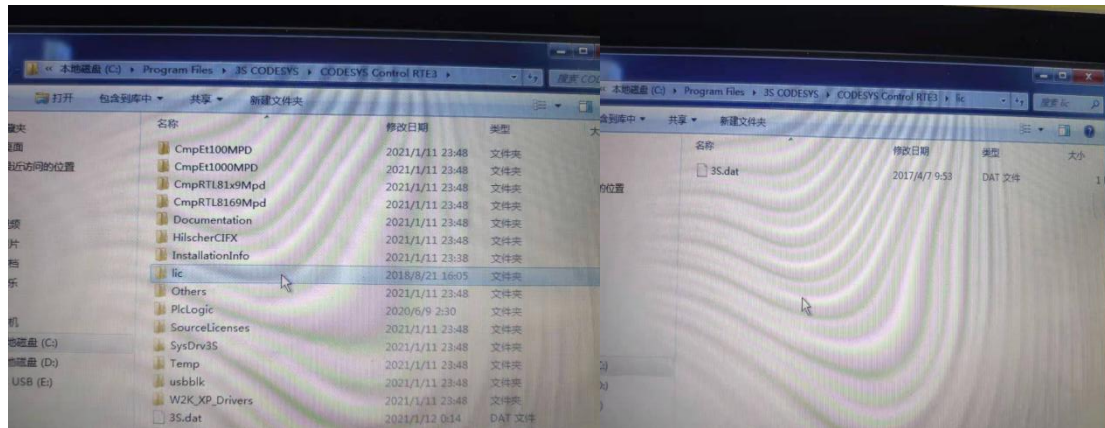 « 本地磁盘 (C:) ▸ Program Files ▸ 3S CODESYS ▸ CODESYS Control RTE3 ▸
打开 包含到库中 共享 新建文件夹
名称 修改日期 类型
CmpEt100MPD 2021/1/11 23:48 文件夹
CmpEt1000MPD 2021/1/11 23:48 文件夹
CmpRTL81x9Mpd 2021/1/11 23:48 文件夹
CmpRTL8169Mpd 2021/1/11 23:48 文件夹
Documentation 2021/1/11 23:48 文件夹
HilscherCIFX 2021/1/11 23:48 文件夹
InstallationInfo 2021/1/11 23:38 文件夹
lic 2018/8/21 16:05 文件夹
Others 2021/1/11 23:48 文件夹
PlcLogic 2020/6/9 2:30 文件夹
SourceLicenses 2021/1/11 23:48 文件夹
SysDrv3S 2021/1/11 23:48 文件夹
Temp 2021/1/11 23:48 文件夹
usbblk 2021/1/11 23:48 文件夹
W2K_XP_Drivers 2021/1/11 23:48 文件夹
3S.dat 2021/1/12 0:14 DAT 文件
问的位置
(C:)
(D:)
USB (E:)
« 本地磁盘 (C:) ▸ Program Files ▸ 3S CODESYS ▸ CODESYS Control RTE3 ▸ lic
搜索 lic
含到库中 共享 新建文件夹
名称 修改日期 类型 大小
3S.dat 2017/4/7 9:53 DAT 文件
的位置